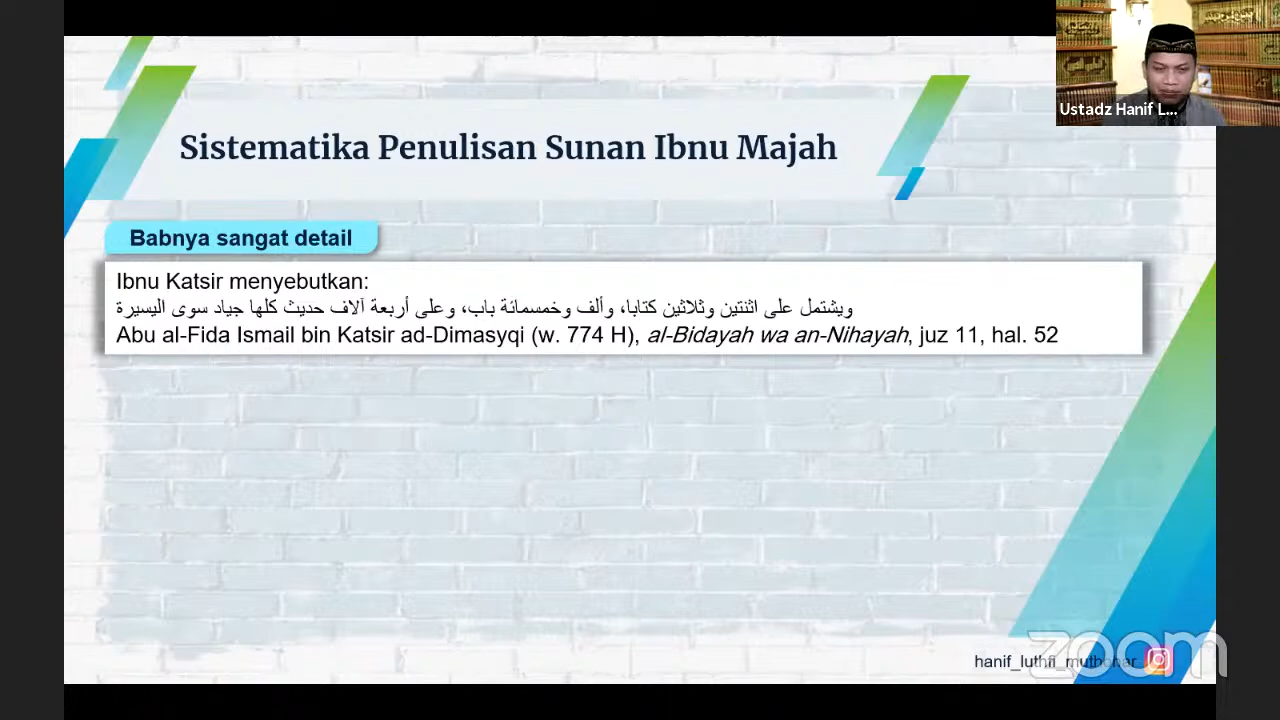 Ustadz Hanif L...
Sistematika Penulisan Sunan Ibnu Majah
Babnya sangat detail
Ibnu Katsir menyebutkan:
ويشتمل على اثنتين وثلاثين كتابا، وألف وخمسمائة باب، وعلى أربعة آلاف حديث كلها جياد سوى اليسيرة
Abu al-Fida Ismail bin Katsir ad-Dimasyqi (w. 774 H), al-Bidayah wa an-Nihayah, juz 11, hal. 52
zoom